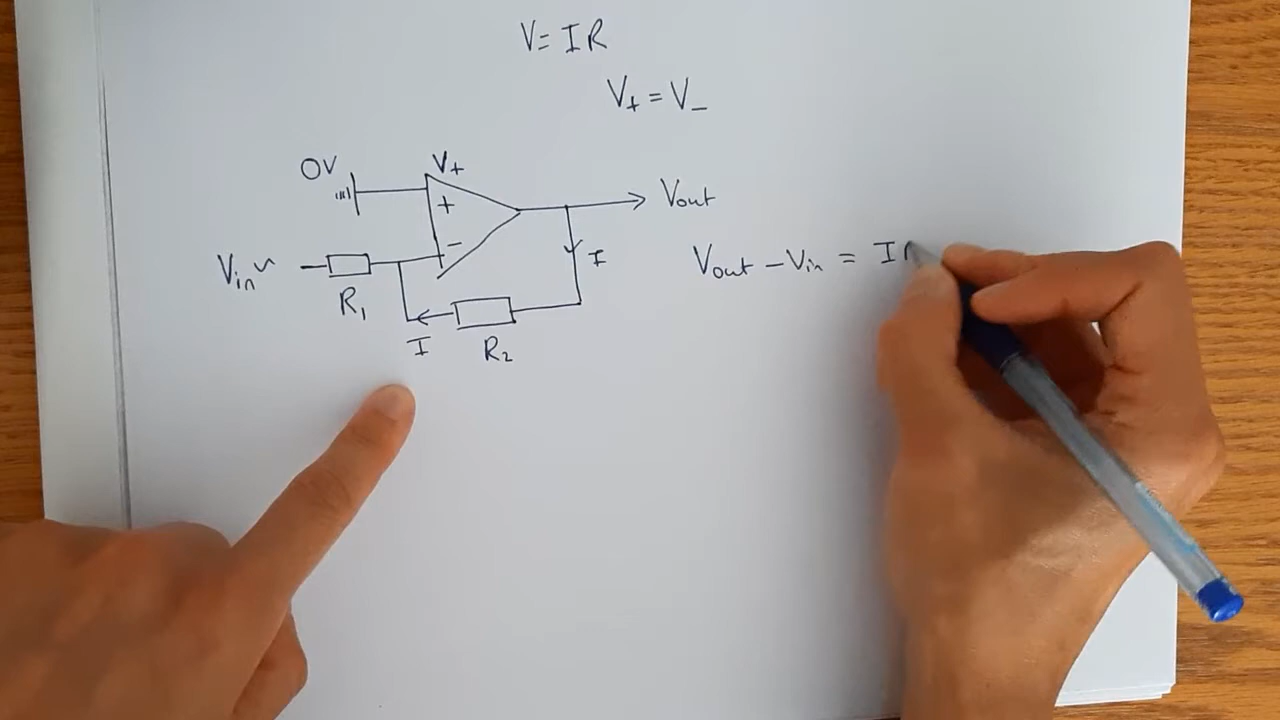 V = IR
V+ = V-
0V
V+
+
-
Vout
Vin ~
R1
I
I
R2
Vout - Vin = I